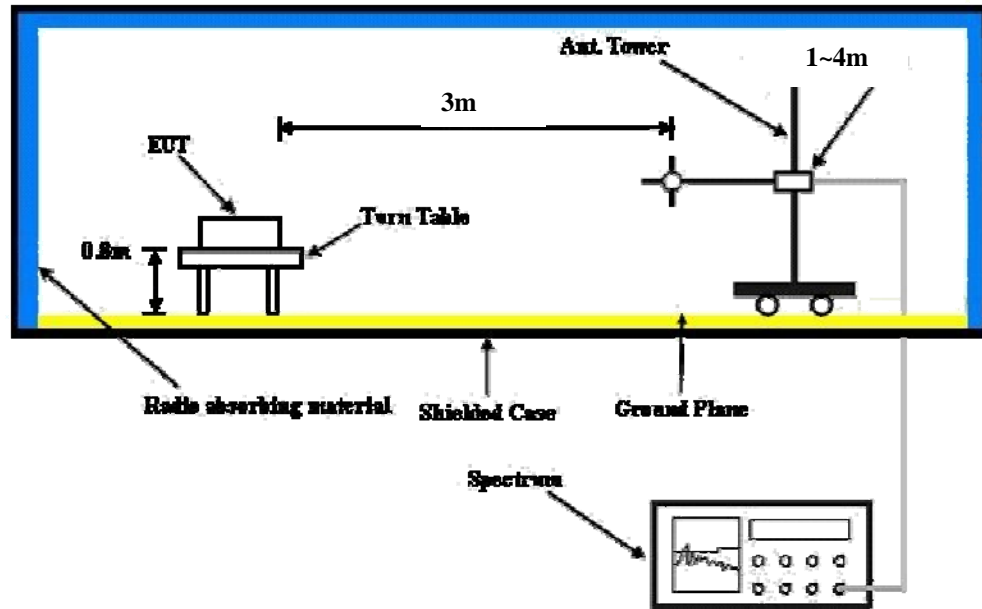 Ant. Tower
1~4m
3m
EUT
Turn Table
0.8m
Radio absorbing material
Shielded Case
Ground Plane
Spectrum